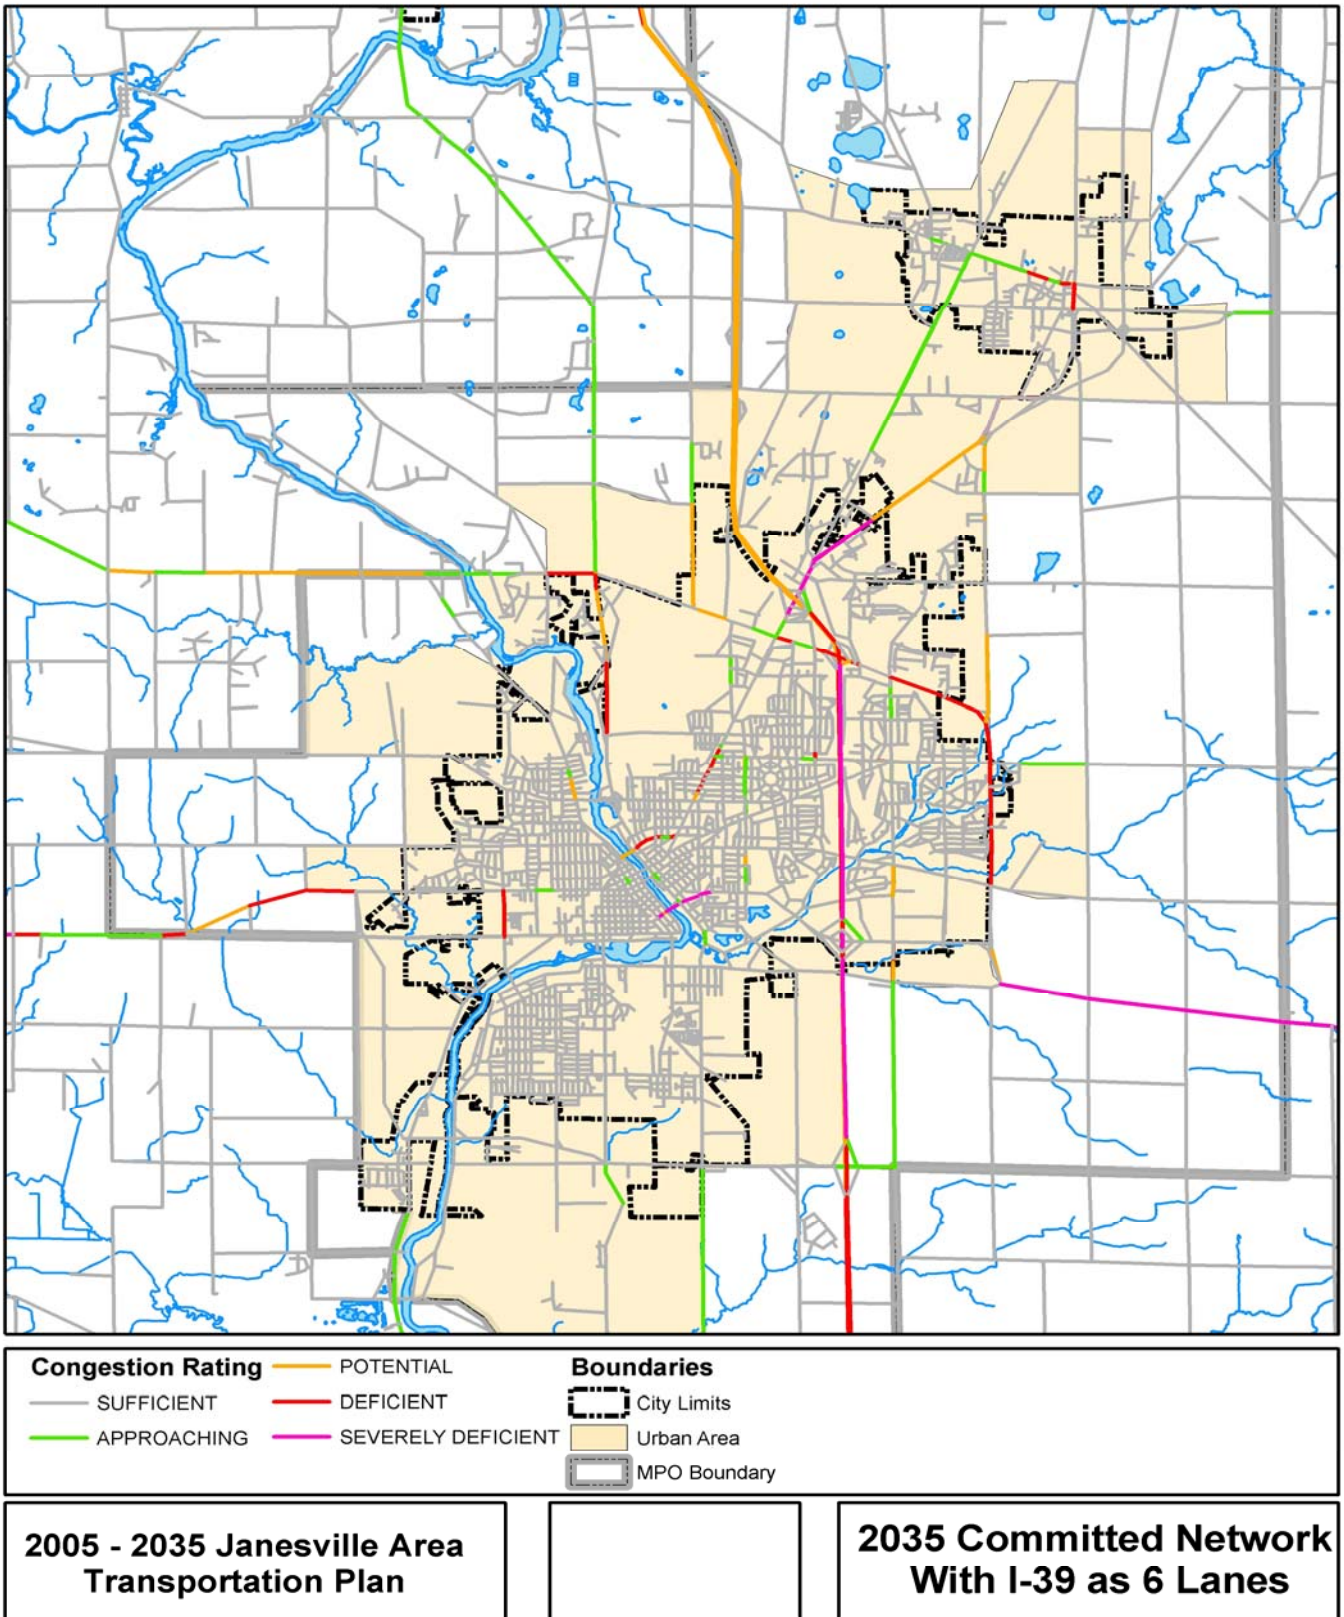 Congestion Rating
SUFFICIENT
APPROACHING
POTENTIAL
DEFICIENT
SEVERELY DEFICIENT
Boundaries
City Limits
Urban Area
MPO Boundary
2005 - 2035 Janesville Area
Transportation Plan
2035 Committed Network
With I-39 as 6 Lanes